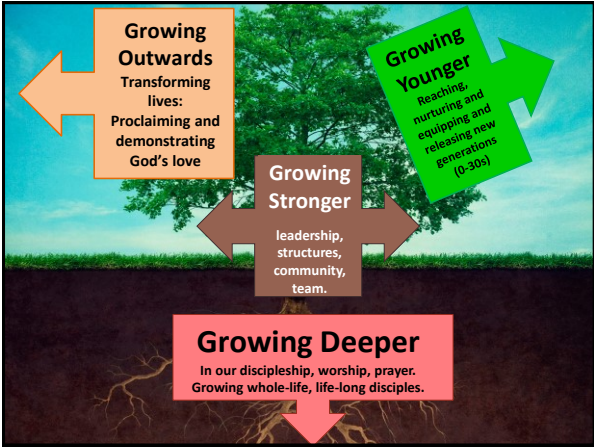 Growing
Outwards
Transforming
lives:
Proclaiming and
demonstrating
God's love
Growing
Younger
Reaching,
nurturing and
equipping and
releasing new
generations
(0-30s)
Growing
Stronger
leadership,
structures,
community,
team.
Growing Deeper
In our discipleship, worship, prayer.
Growing whole-life, life-long disciples.